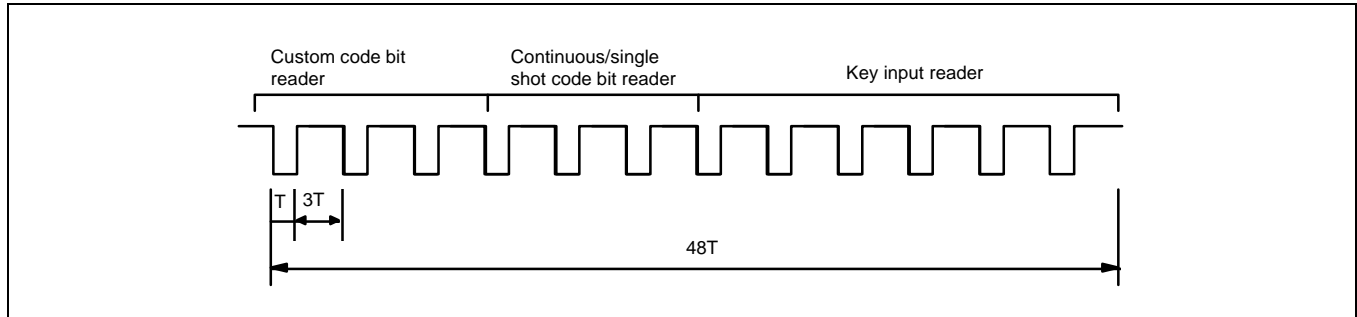 Custom code bit
reader
Continuous/single
shot code bit reader
Key input reader
T
3T
48T